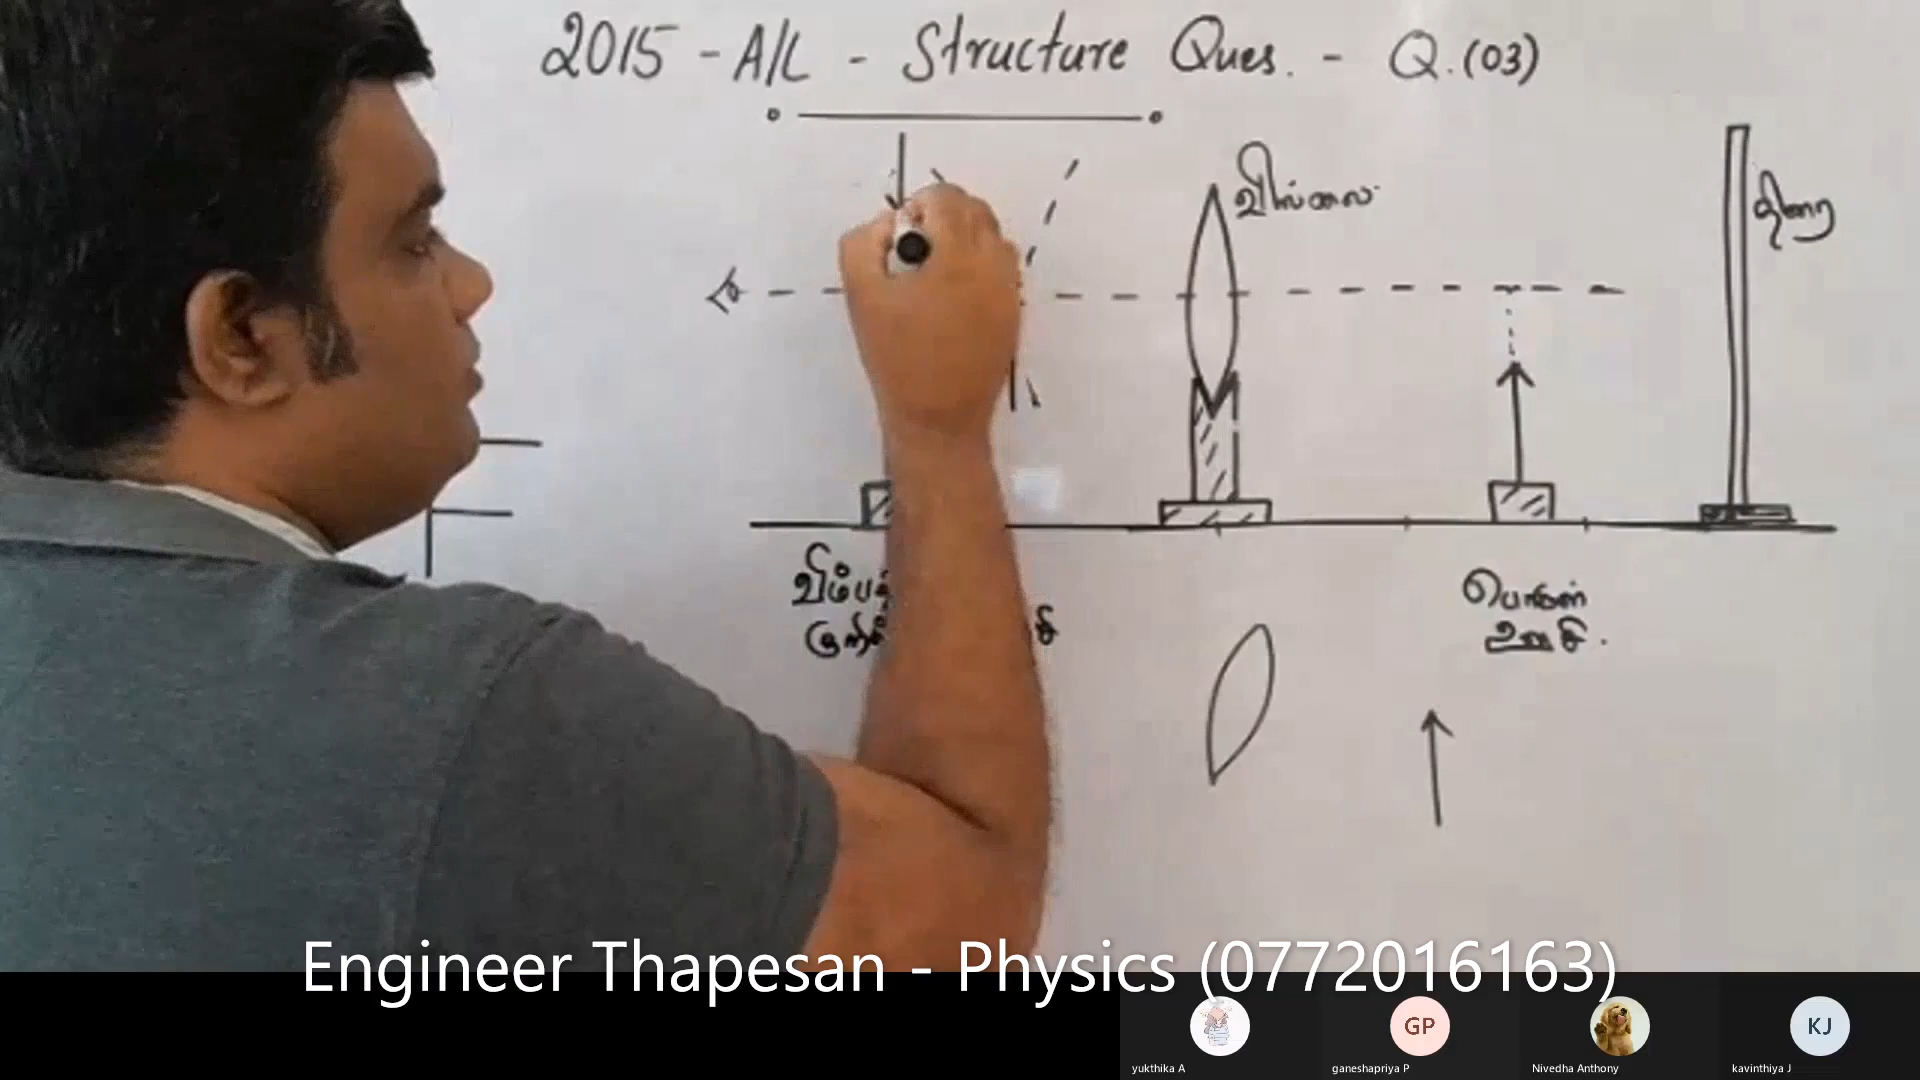 2015 - A/L - Structure Ques. - Q.(03)
வில்லை
திரை
பொருள்
ஊசி.
Engineer Thapesan - Physics (0772016163)
GP
KJ
yukthika A
ganeshapriya P
Nivedha Anthony
kavinthiya J